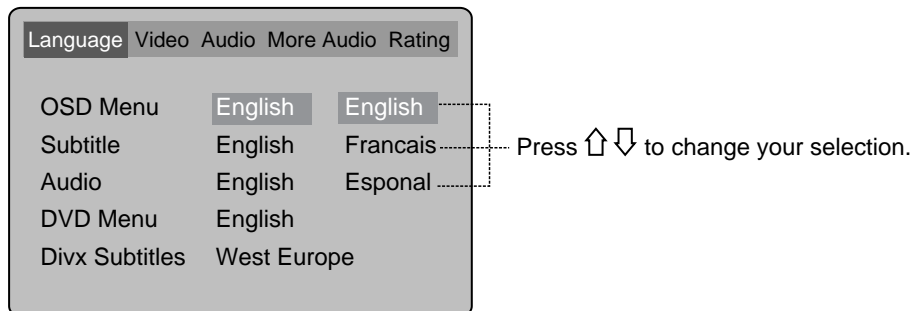 Language Video Audio More Audio Rating
OSD Menu English English
Subtitle English Francais
Audio English Esponal
DVD Menu English
Divx Subtitles West Europe
Press ⇧ ⇩ to change your selection.